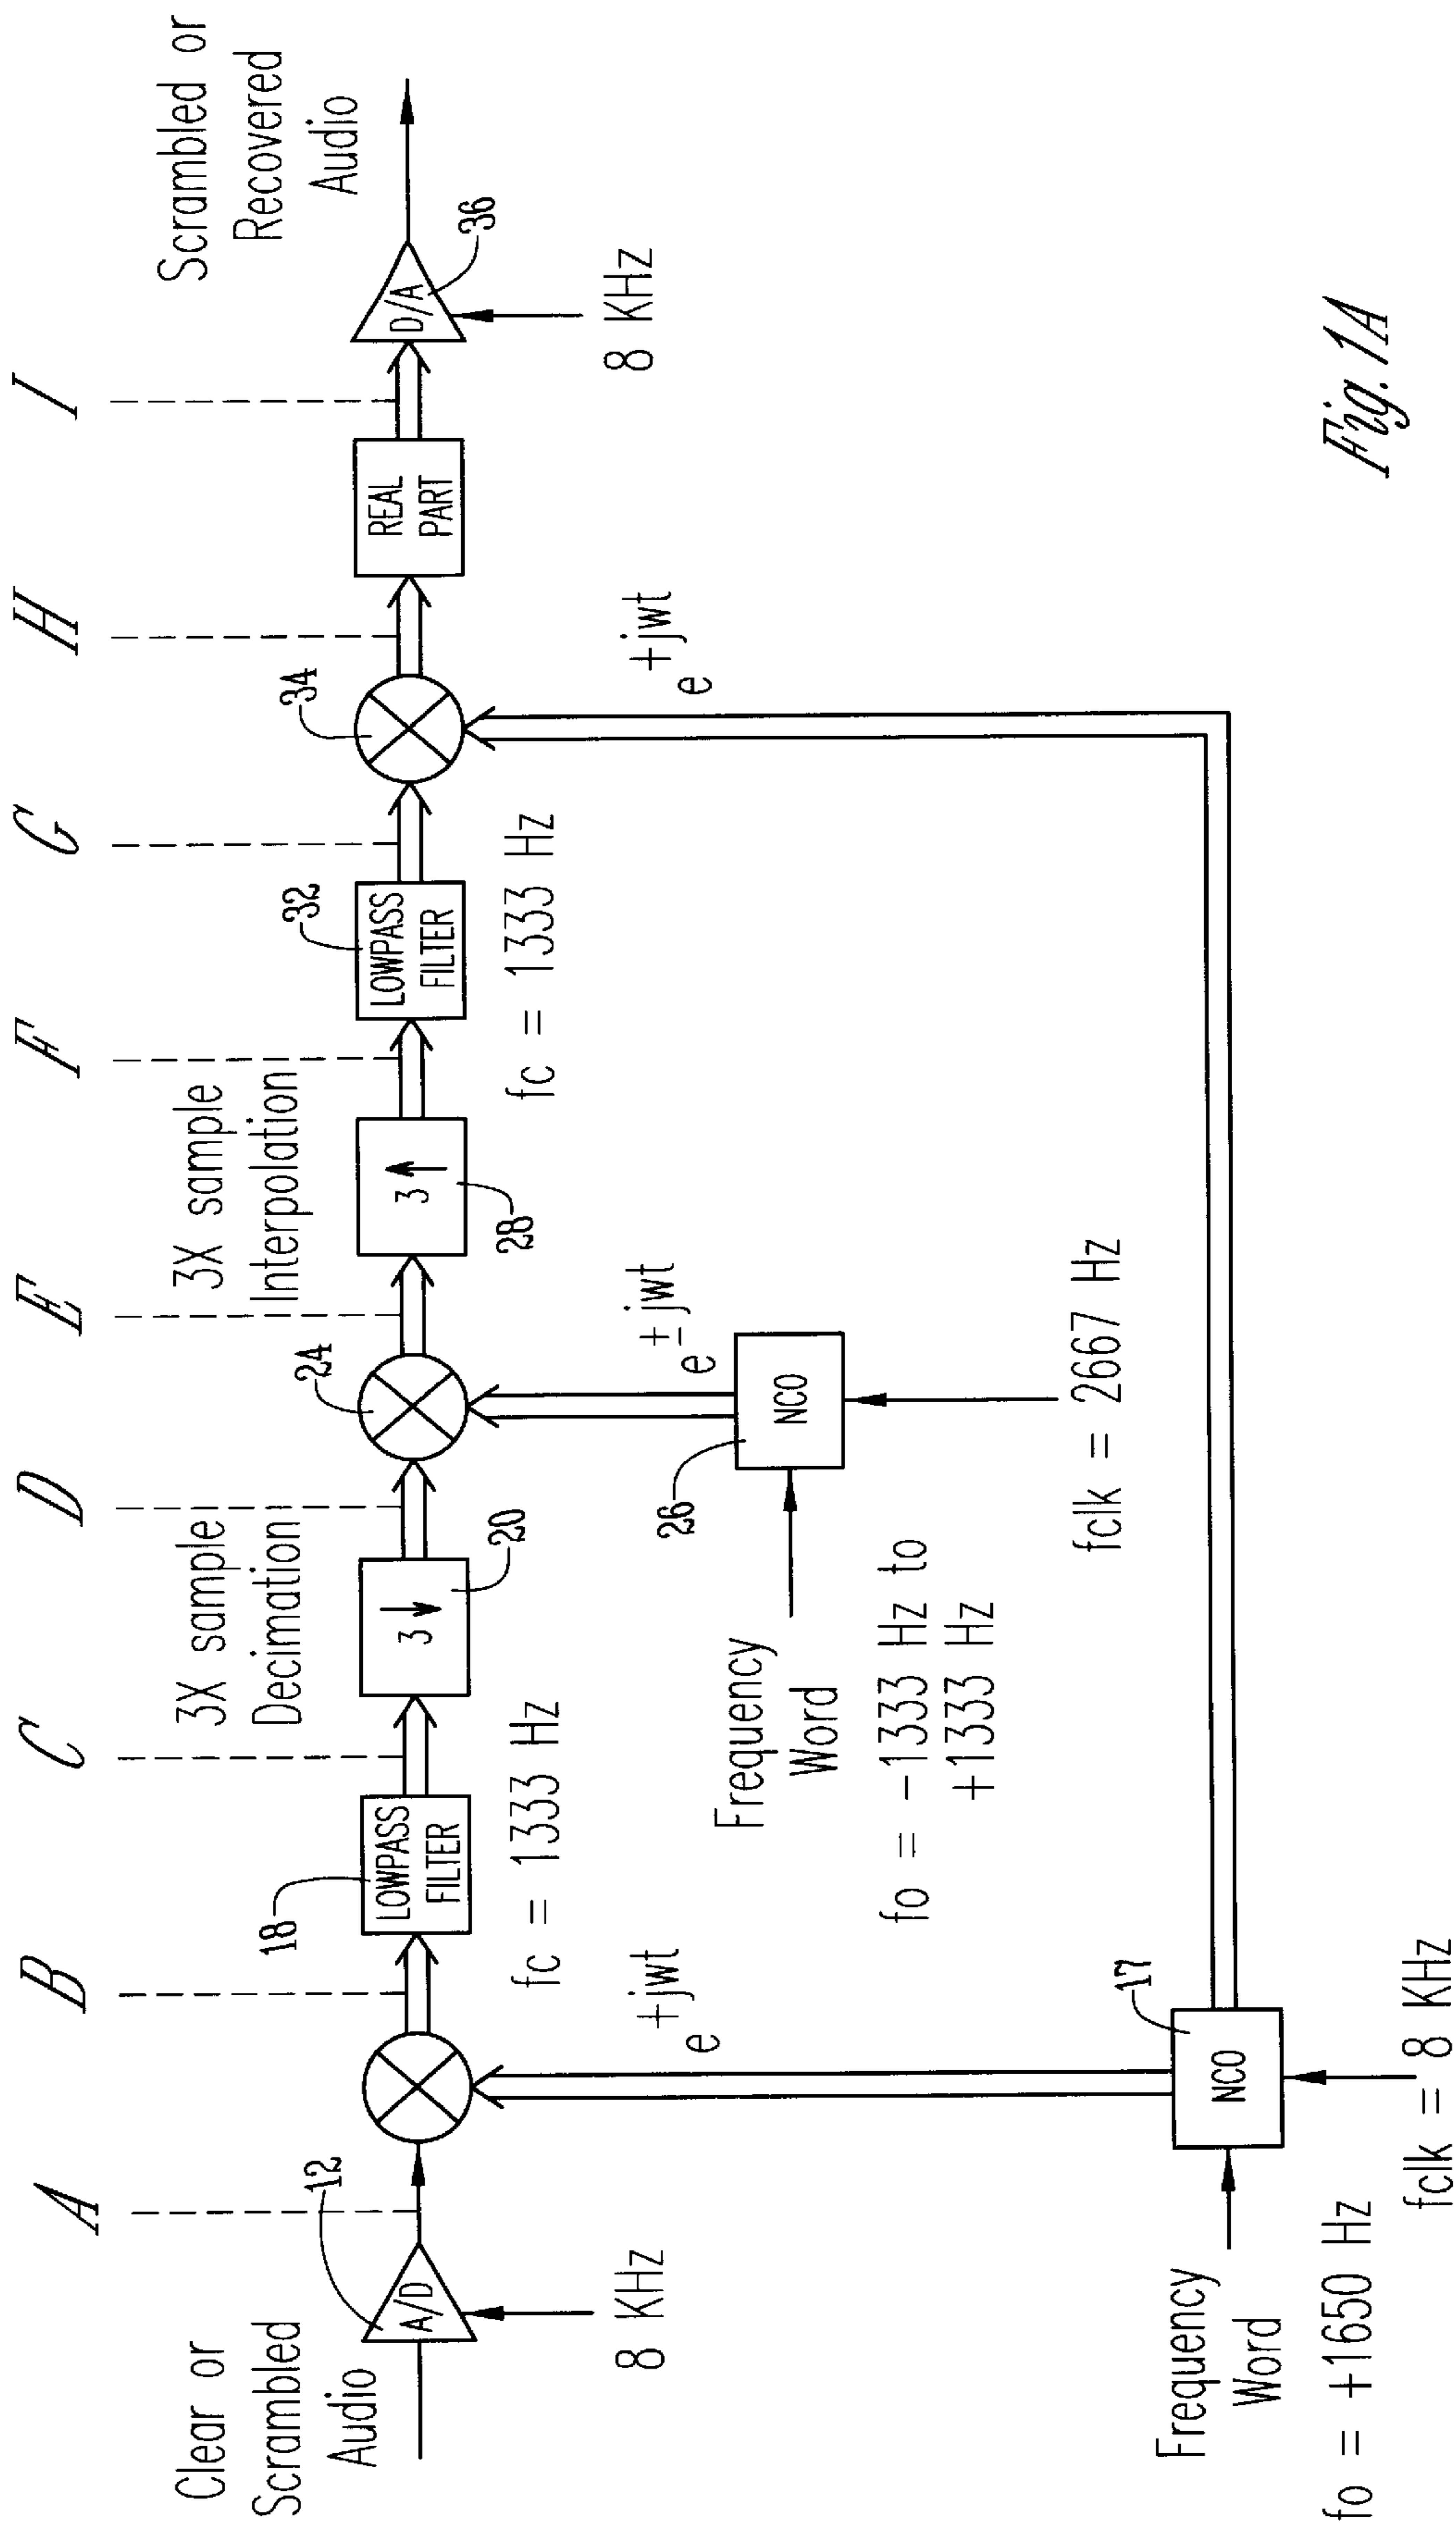 A
B
C
D
E
F
G
H
I
Clear or
Scrambled
Audio
12
A/D
8 KHz
18
LOWPASS
FILTER
fc = 1333 Hz
3X sample
Decimation
3
20
24
3X sample
Interpolation
3
28
32
LOWPASS
FILTER
fc = 1333 Hz
34
REAL
PART
D/A
36
8 KHz
Scrambled or
Recovered
Audio
e+jwt
e±jwt
e+jwt
26
NCO
Frequency
Word
fo = -1333 Hz to
+1333 Hz
fclk = 2667 Hz
17
NCO
Frequency
Word
fo = +1650 Hz
fclk = 8 KHz
Fig. 1A